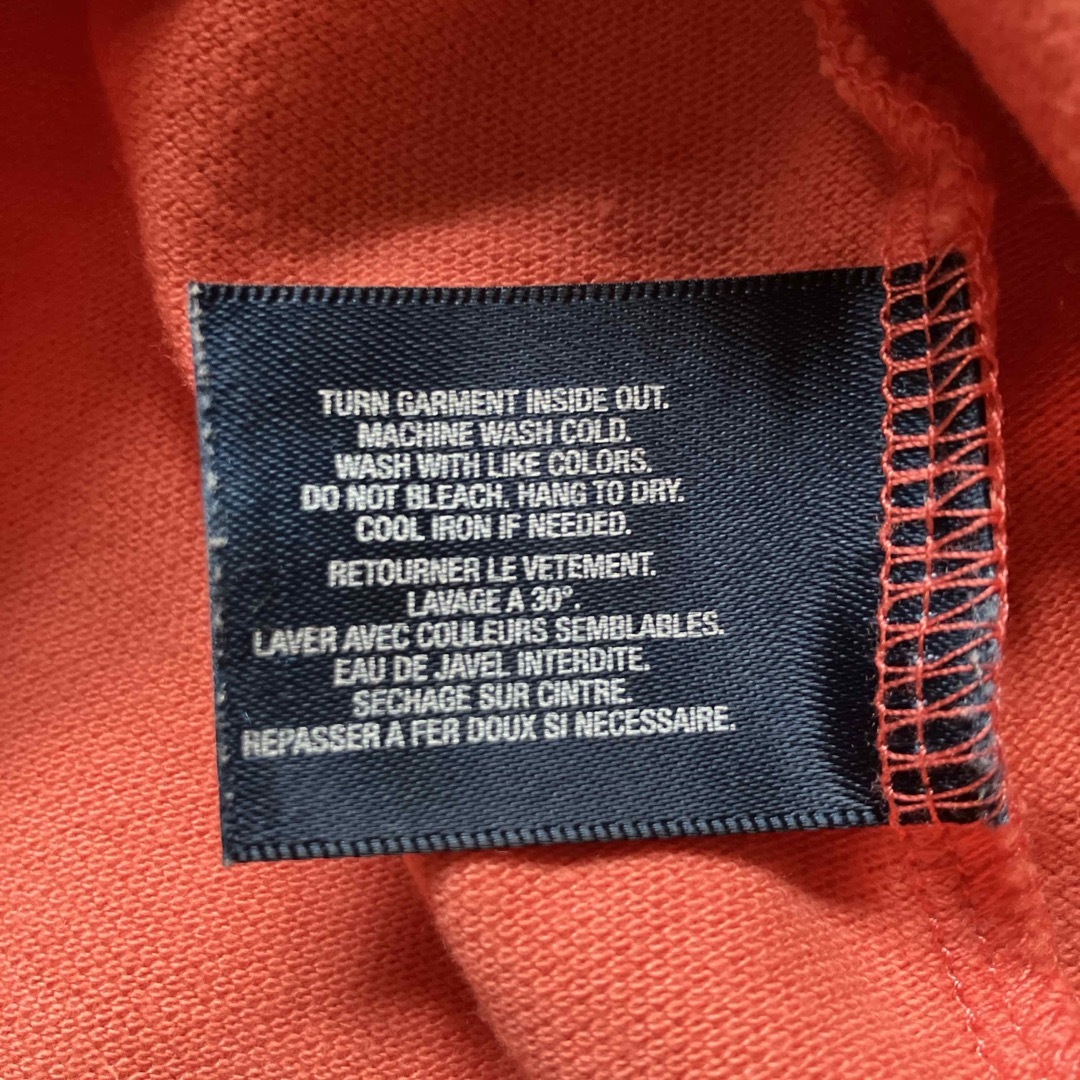 TURN GARMENT INSIDE OUT.
MACHINE WASH COLD.
WASH WITH LIKE COLORS.
DO NOT BLEACH. HANG TO DRY.
COOL IRON IF NEEDED.
RETOURNER LE VETEMENT.
LAVAGE A 30°.
LAVER AVEC COULEURS SEMBLABLES.
EAU DE JAVEL INTERDITE.
SECHAGE SUR CINTRE.
REPASSER A FER DOUX SI NECESSAIRE.